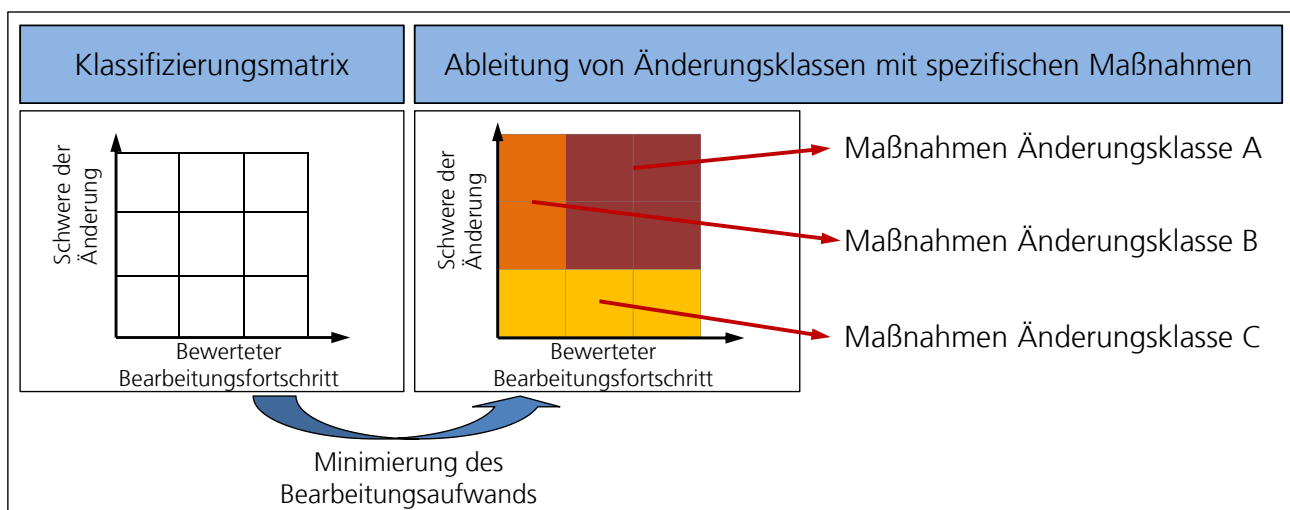 Klassifizierungsmatrix
Ableitung von Änderungsklassen mit spezifischen Maßnahmen
Schwere der
Änderung
Bewerteter
Bearbeitungsfortschritt
Schwere der
Änderung
Bewerteter
Bearbeitungsfortschritt
Maßnahmen Änderungsklasse A
Maßnahmen Änderungsklasse B
Maßnahmen Änderungsklasse C
Minimierung des
Bearbeitungsaufwands